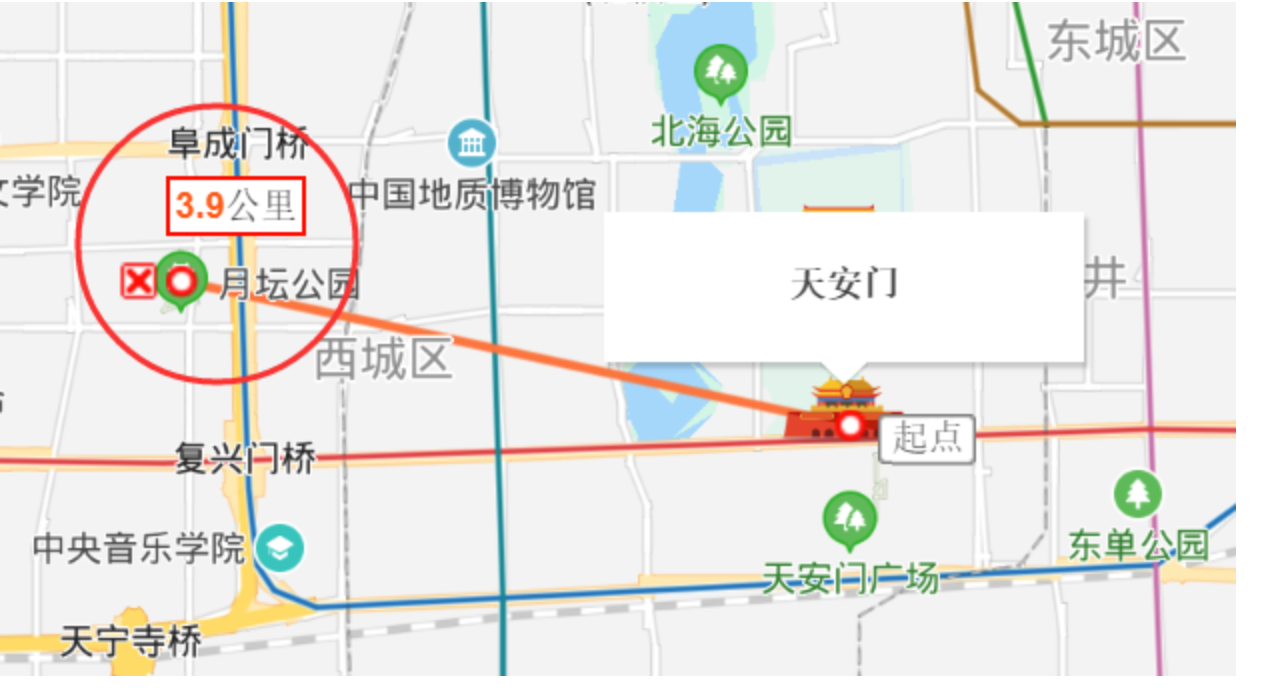 东城区
阜成门桥
北海公园
文学院
3.9公里
中国地质博物馆
月坛公园
天安门
井
西城区
起点
复兴门桥
中央音乐学院
东单公园
天安门广场
天宁寺桥